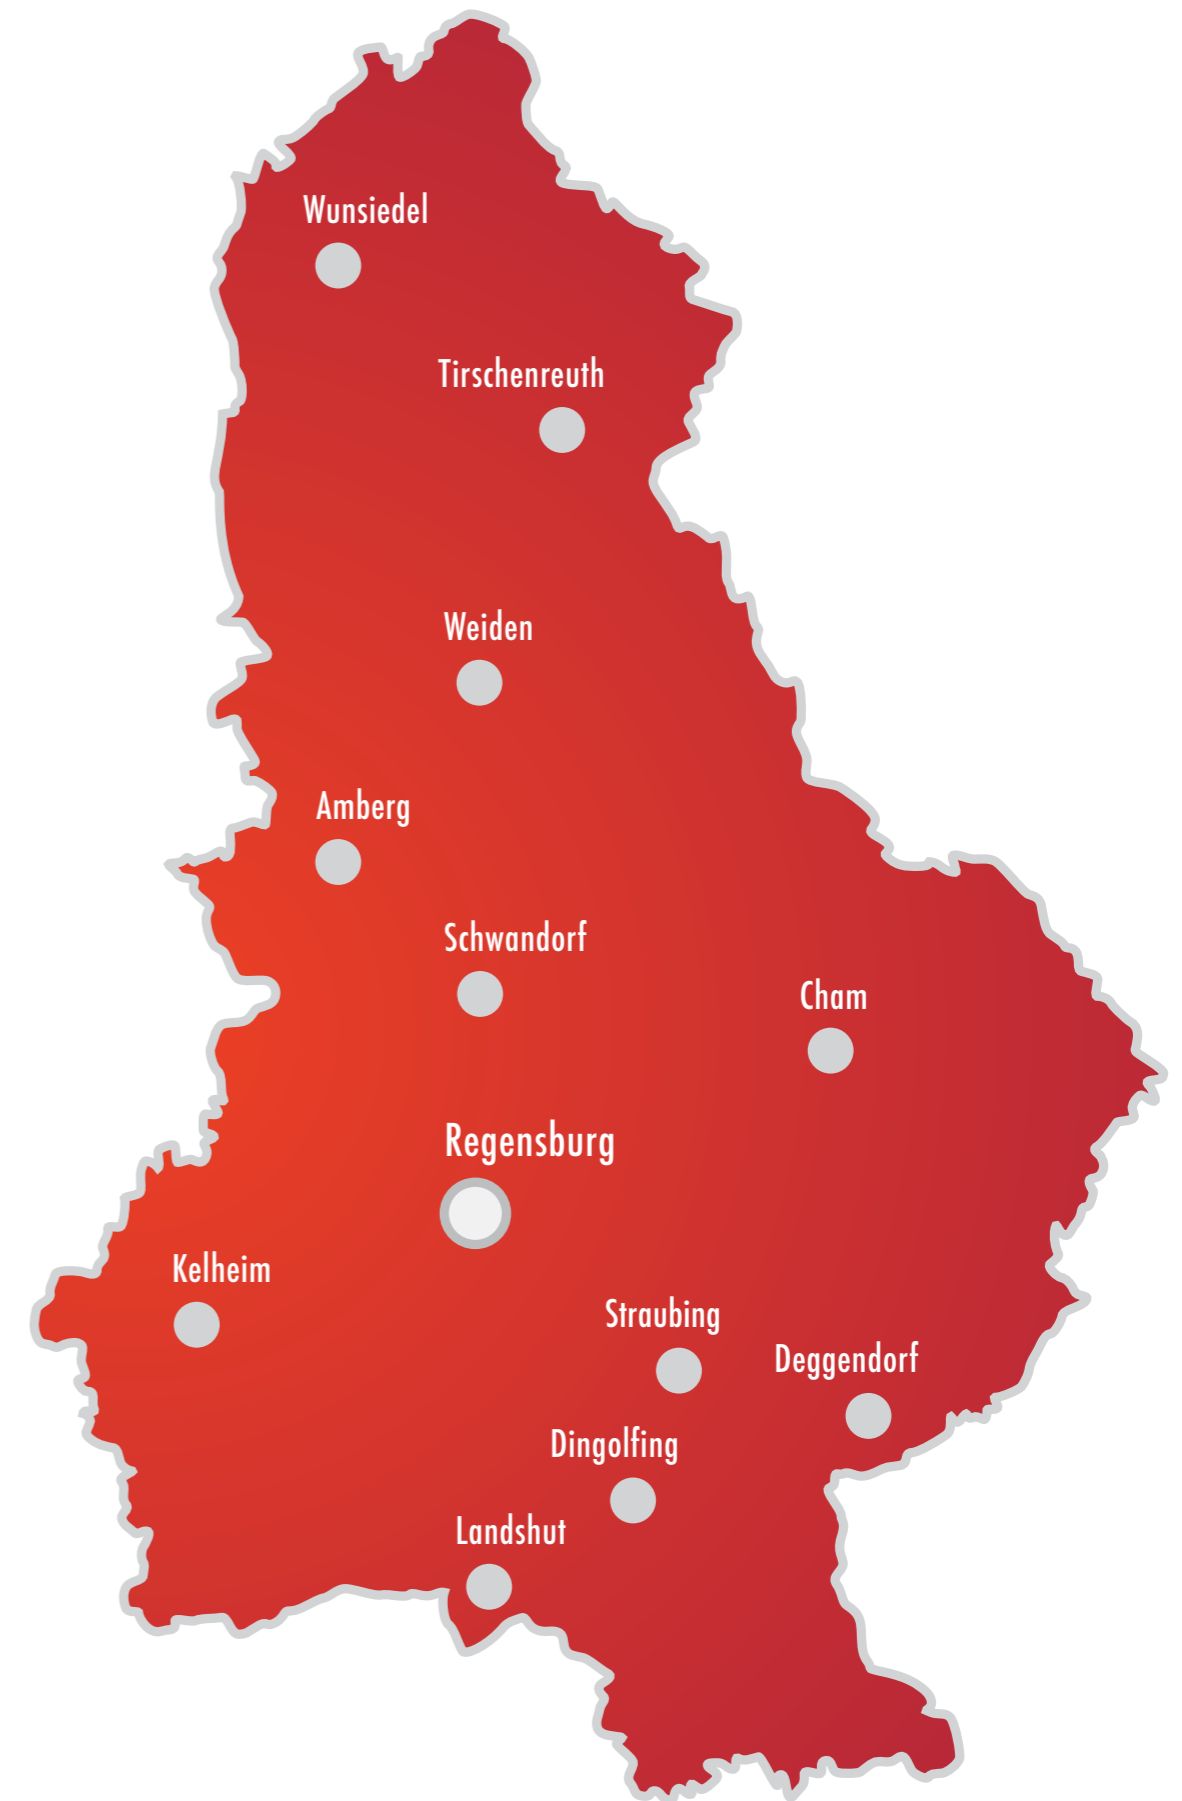 Wunsiedel
Tirschenreuth
Weiden
Amberg
Schwandorf
Cham
Regensburg
Kelheim
Straubing
Deggendorf
Dingolfing
Landshut